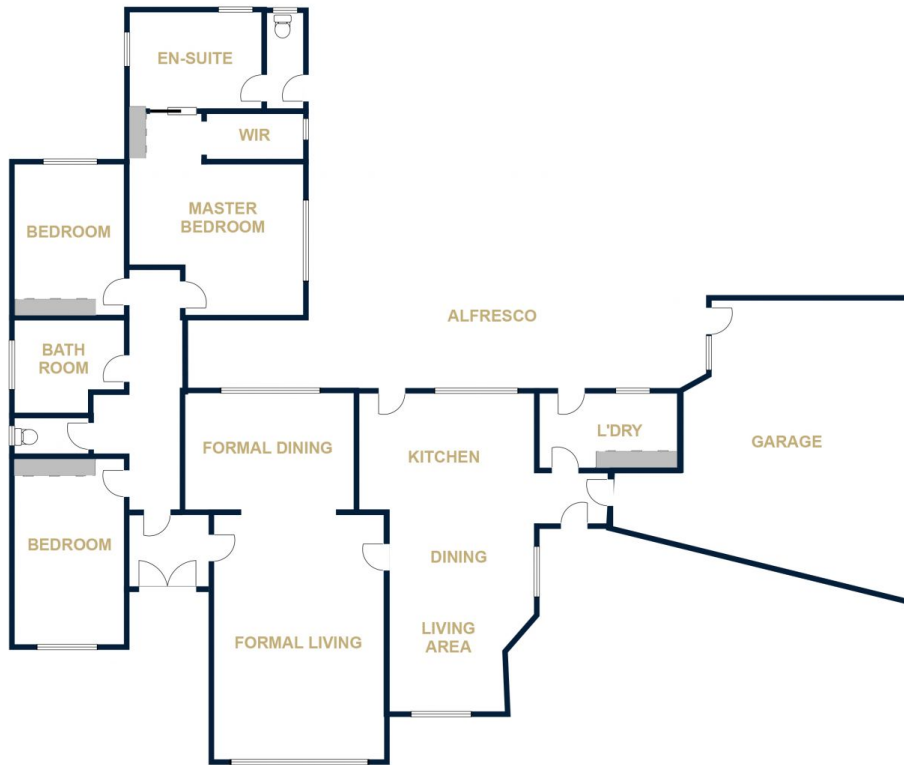 EN-SUITE
WIR
MASTER
BEDROOM
BEDROOM
ALFRESCO
BATH
ROOM
L'DRY
GARAGE
FORMAL DINING
KITCHEN
BEDROOM
DINING
LIVING
AREA
FORMAL LIVING